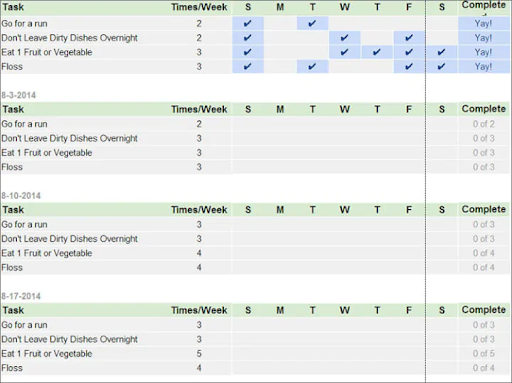 Task Times/Week S M T W T F S Complete
Go for a run 2 ✔ ✔ Yay!
Don't Leave Dirty Dishes Overnight 3 ✔ ✔ ✔ Yay!
Eat 1 Fruit or Vegetable 3 ✔ ✔ ✔ ✔ ✔ Yay!
Floss 3 ✔ ✔ ✔ ✔ Yay!
8-3-2014
Task Times/Week S M T W T F S Complete
Go for a run 2 0 of 2
Don't Leave Dirty Dishes Overnight 3 0 of 3
Eat 1 Fruit or Vegetable 3 0 of 3
Floss 3 0 of 3
8-10-2014
Task Times/Week S M T W T F S Complete
Go for a run 3 0 of 3
Don't Leave Dirty Dishes Overnight 3 0 of 3
Eat 1 Fruit or Vegetable 4 0 of 4
Floss 4 0 of 4
8-17-2014
Task Times/Week S M T W T F S Complete
Go for a run 3 0 of 3
Don't Leave Dirty Dishes Overnight 3 0 of 3
Eat 1 Fruit or Vegetable 5 0 of 5
Floss 4 0 of 4